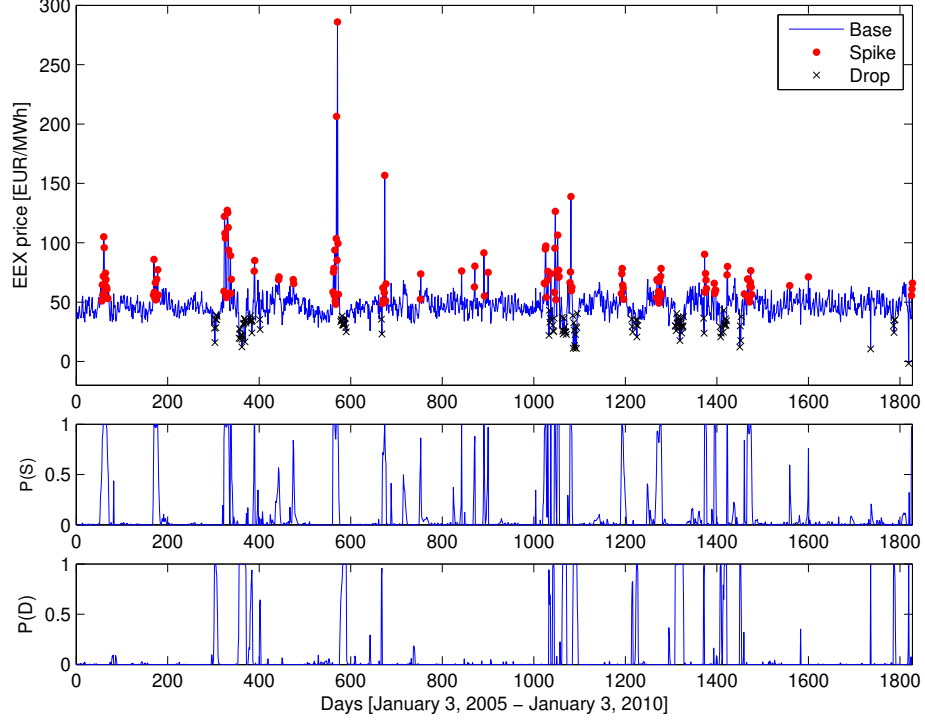 300
250
200
150
100
50
0
EEX price [EUR/MWh]
Base
Spike
Drop
0 200 400 600 800 1000 1200 1400 1600 1800
1
0.5
0
P(S)
0 200 400 600 800 1000 1200 1400 1600 1800
1
0.5
0
P(D)
0 200 400 600 800 1000 1200 1400 1600 1800
Days [January 3, 2005 − January 3, 2010]